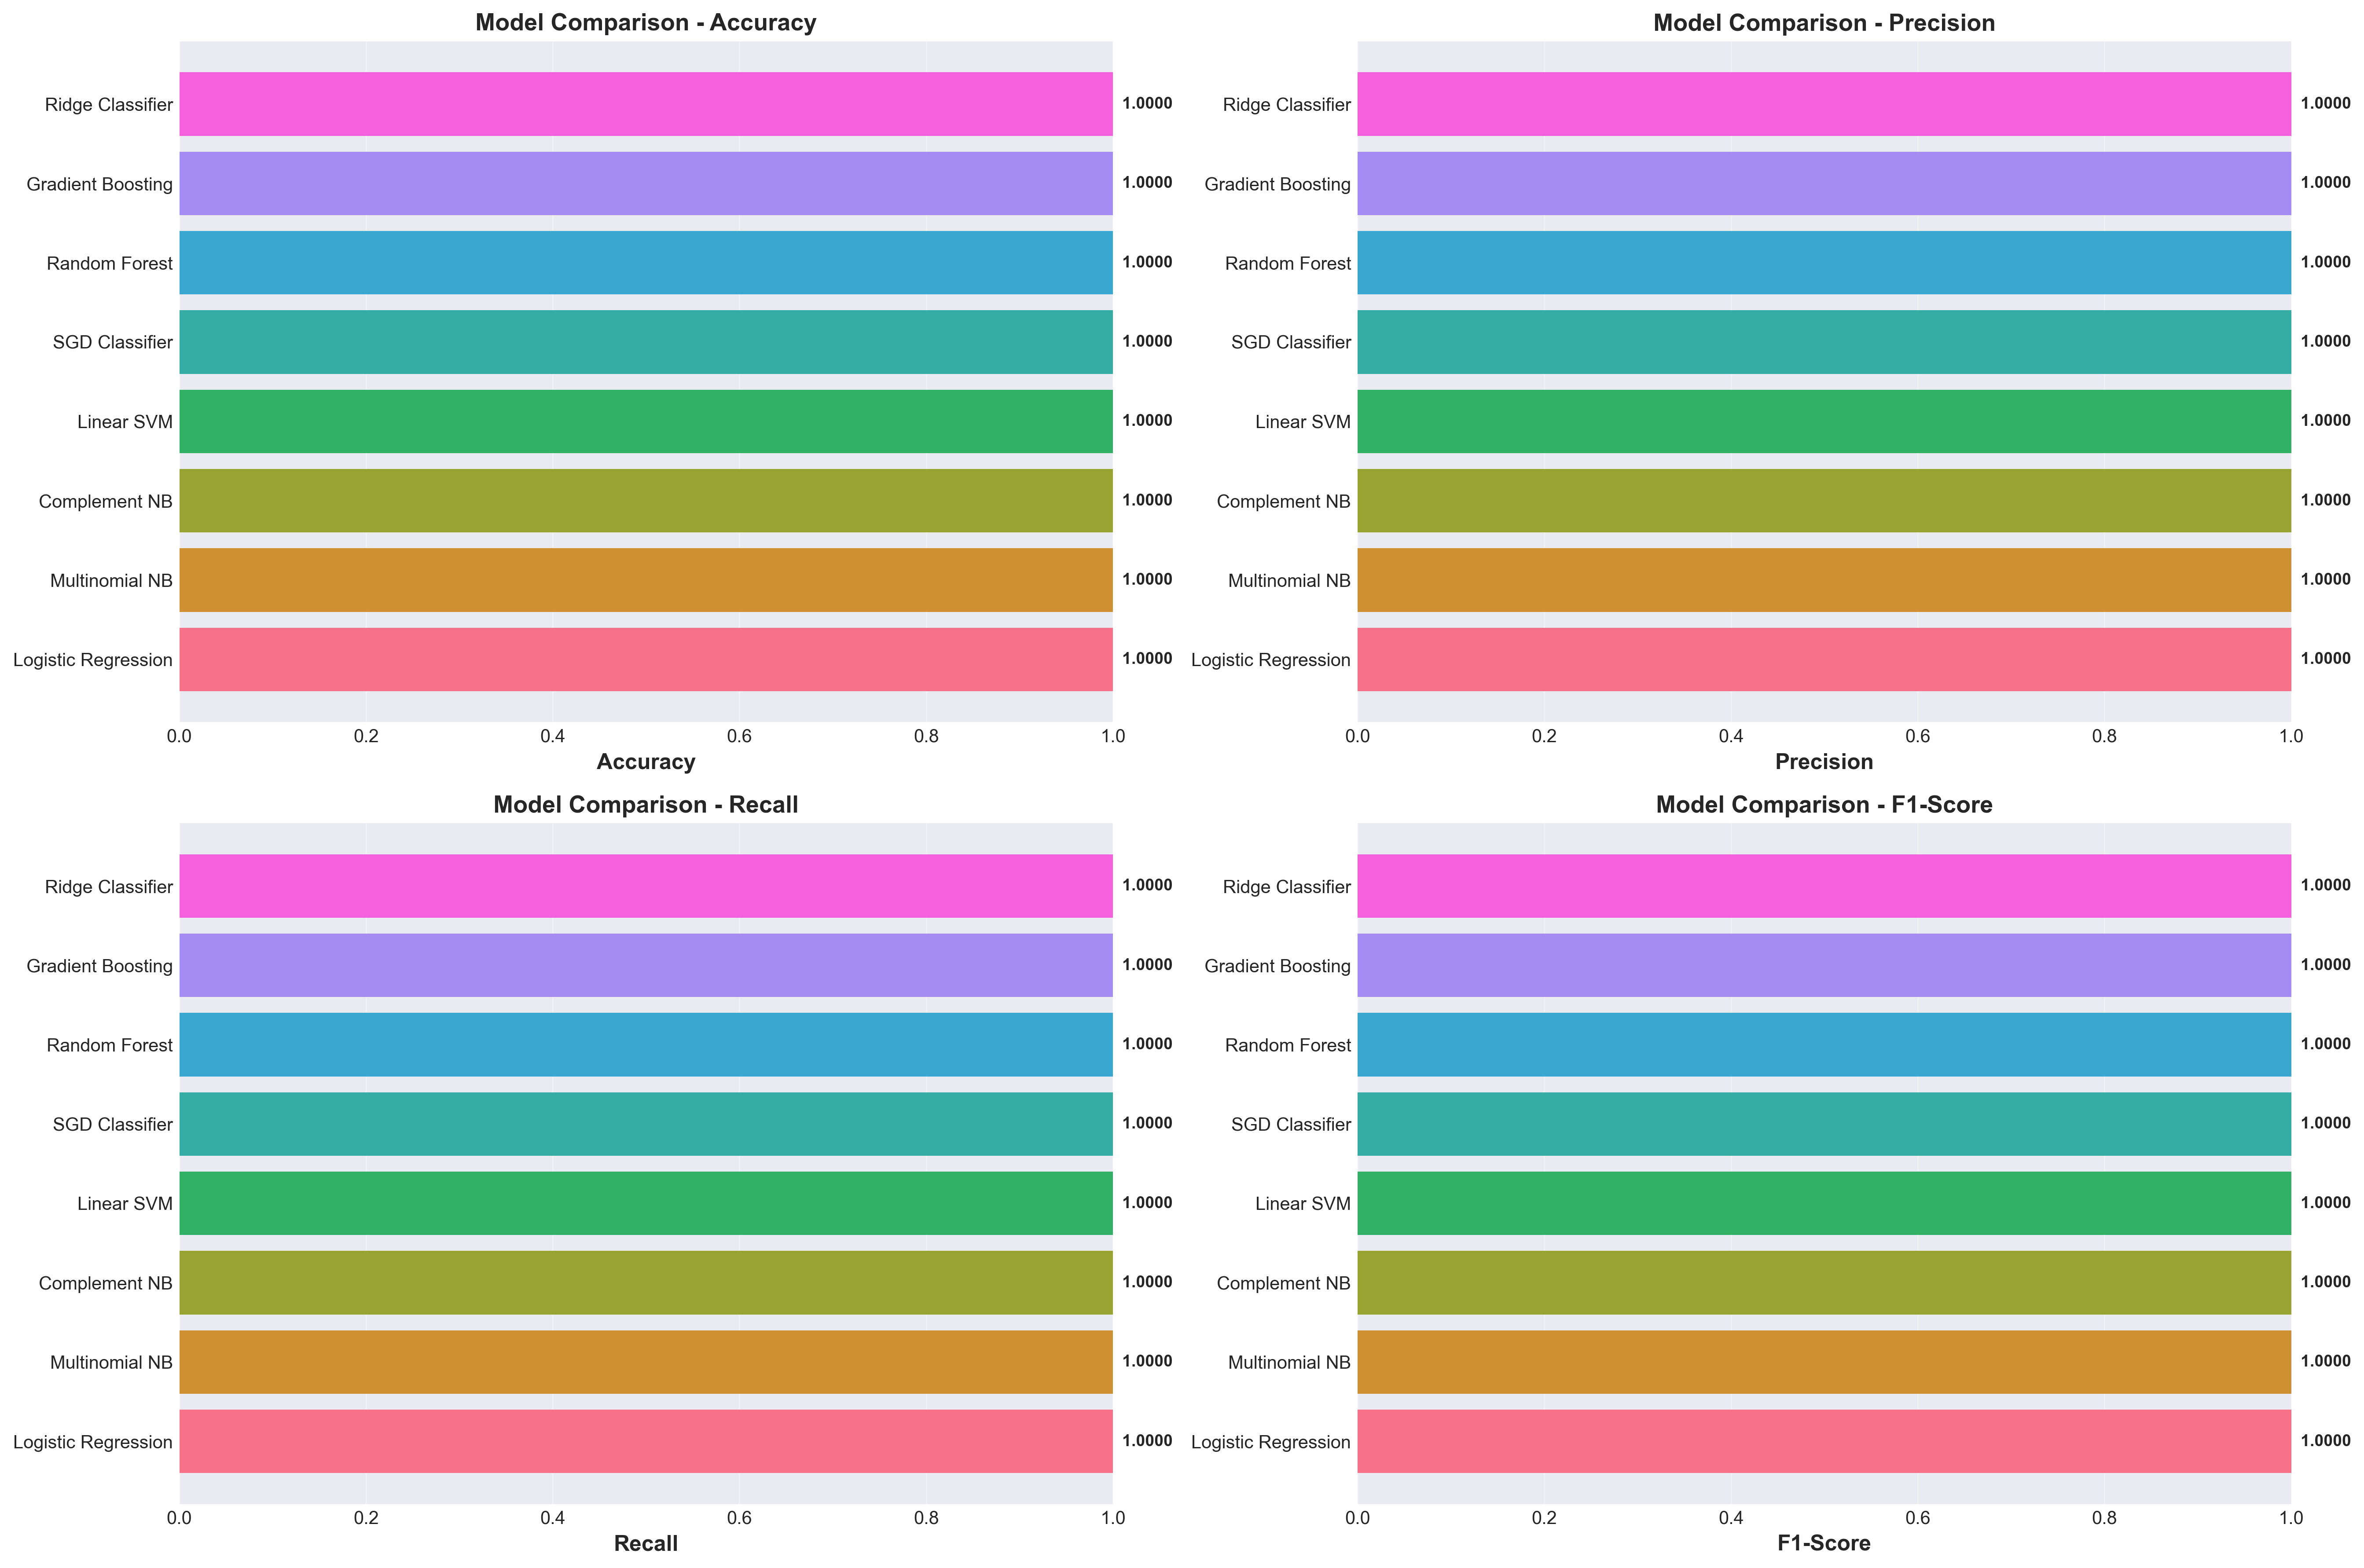 Model Comparison - Accuracy
Ridge Classifier 1.0000
Gradient Boosting 1.0000
Random Forest 1.0000
SGD Classifier 1.0000
Linear SVM 1.0000
Complement NB 1.0000
Multinomial NB 1.0000
Logistic Regression 1.0000
0.0 0.2 0.4 0.6 0.8 1.0
Accuracy
Model Comparison - Precision
Ridge Classifier 1.0000
Gradient Boosting 1.0000
Random Forest 1.0000
SGD Classifier 1.0000
Linear SVM 1.0000
Complement NB 1.0000
Multinomial NB 1.0000
Logistic Regression 1.0000
0.0 0.2 0.4 0.6 0.8 1.0
Precision
Model Comparison - Recall
Ridge Classifier 1.0000
Gradient Boosting 1.0000
Random Forest 1.0000
SGD Classifier 1.0000
Linear SVM 1.0000
Complement NB 1.0000
Multinomial NB 1.0000
Logistic Regression 1.0000
0.0 0.2 0.4 0.6 0.8 1.0
Recall
Model Comparison - F1-Score
Ridge Classifier 1.0000
Gradient Boosting 1.0000
Random Forest 1.0000
SGD Classifier 1.0000
Linear SVM 1.0000
Complement NB 1.0000
Multinomial NB 1.0000
Logistic Regression 1.0000
0.0 0.2 0.4 0.6 0.8 1.0
F1-Score